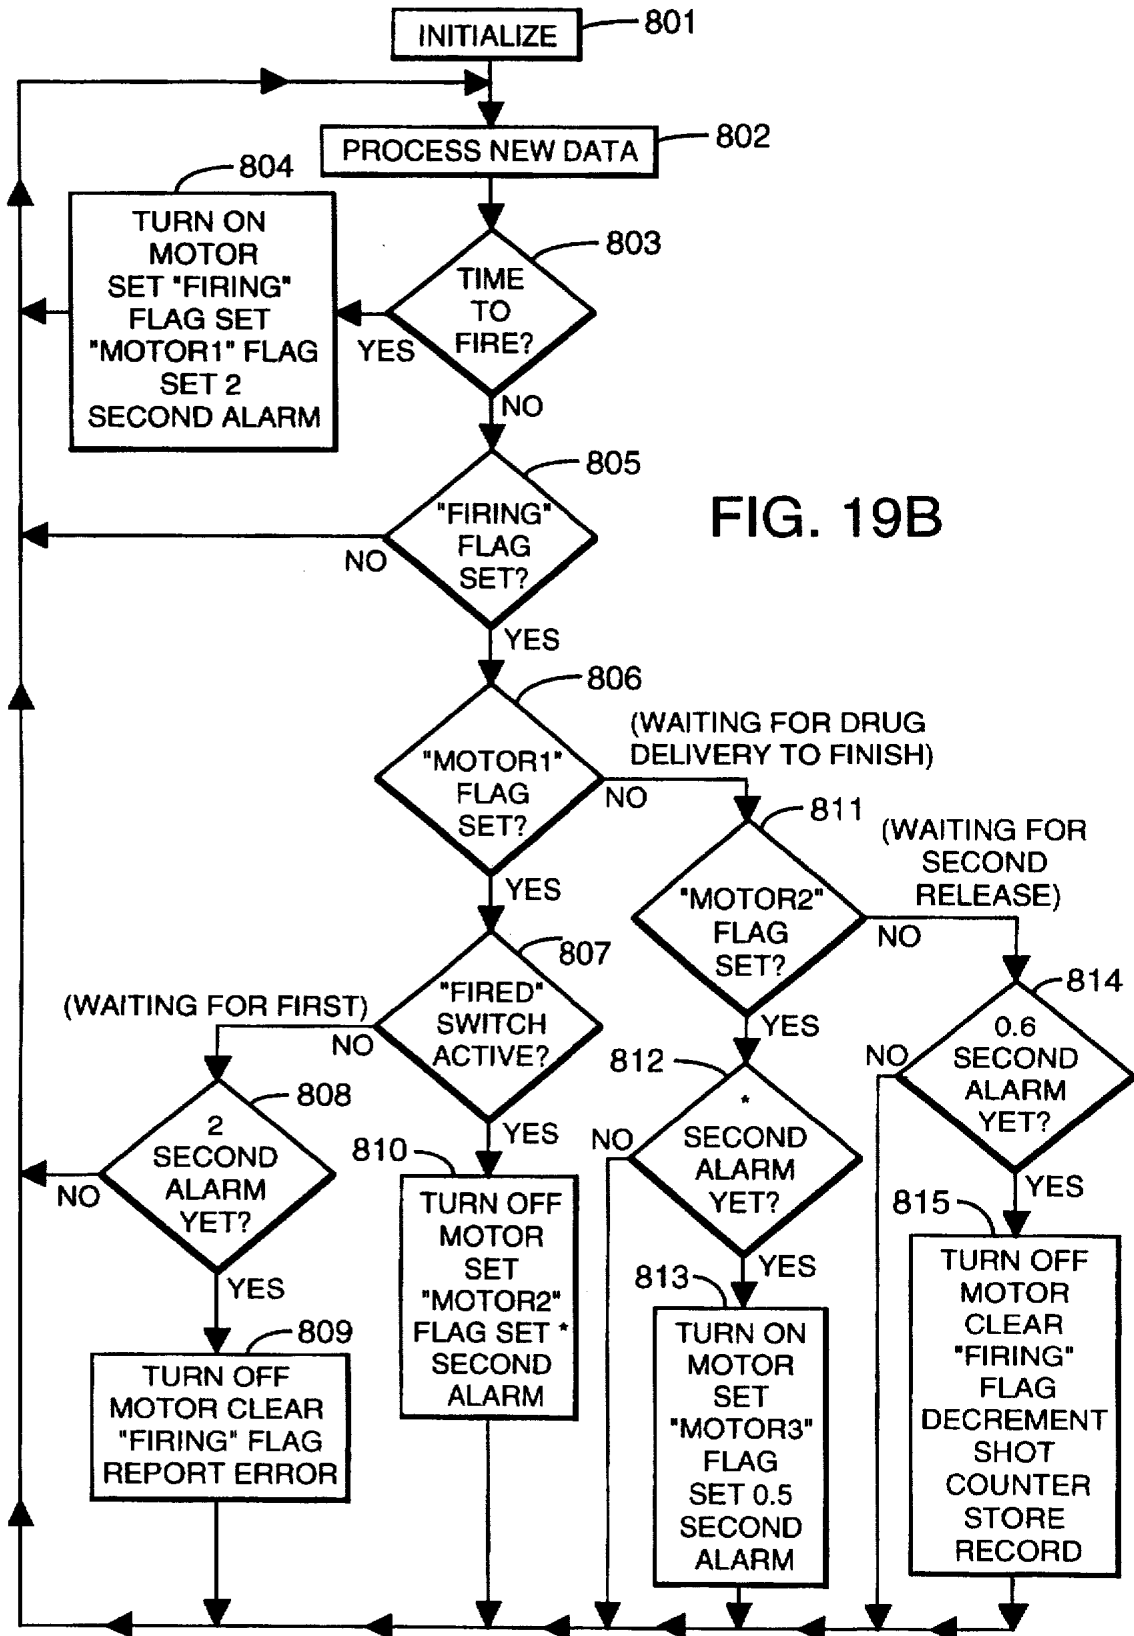 INITIALIZE
801
PROCESS NEW DATA
802
804
TURN ON
MOTOR
SET "FIRING"
FLAG SET
"MOTOR1" FLAG
SET 2
SECOND ALARM
803
TIME
TO
FIRE?
YES
NO
805
"FIRING"
FLAG
SET?
NO
YES
FIG. 19B
806
"MOTOR1"
FLAG
SET?
NO
YES
(WAITING FOR DRUG
DELIVERY TO FINISH)
811
"MOTOR2"
FLAG
SET?
NO
YES
(WAITING FOR
SECOND
RELEASE)
807
"FIRED"
SWITCH
ACTIVE?
NO
YES
(WAITING FOR FIRST)
808
2
SECOND
ALARM
YET?
NO
YES
809
TURN OFF
MOTOR CLEAR
"FIRING" FLAG
REPORT ERROR
810
TURN OFF
MOTOR
SET
"MOTOR2"
FLAG SET *
SECOND
ALARM
812
*
SECOND
ALARM
YET?
NO
YES
813
TURN ON
MOTOR
SET
"MOTOR3"
FLAG
SET 0.5
SECOND
ALARM
814
0.6
SECOND
ALARM
YET?
NO
YES
815
TURN OFF
MOTOR
CLEAR
"FIRING"
FLAG
DECREMENT
SHOT
COUNTER
STORE
RECORD